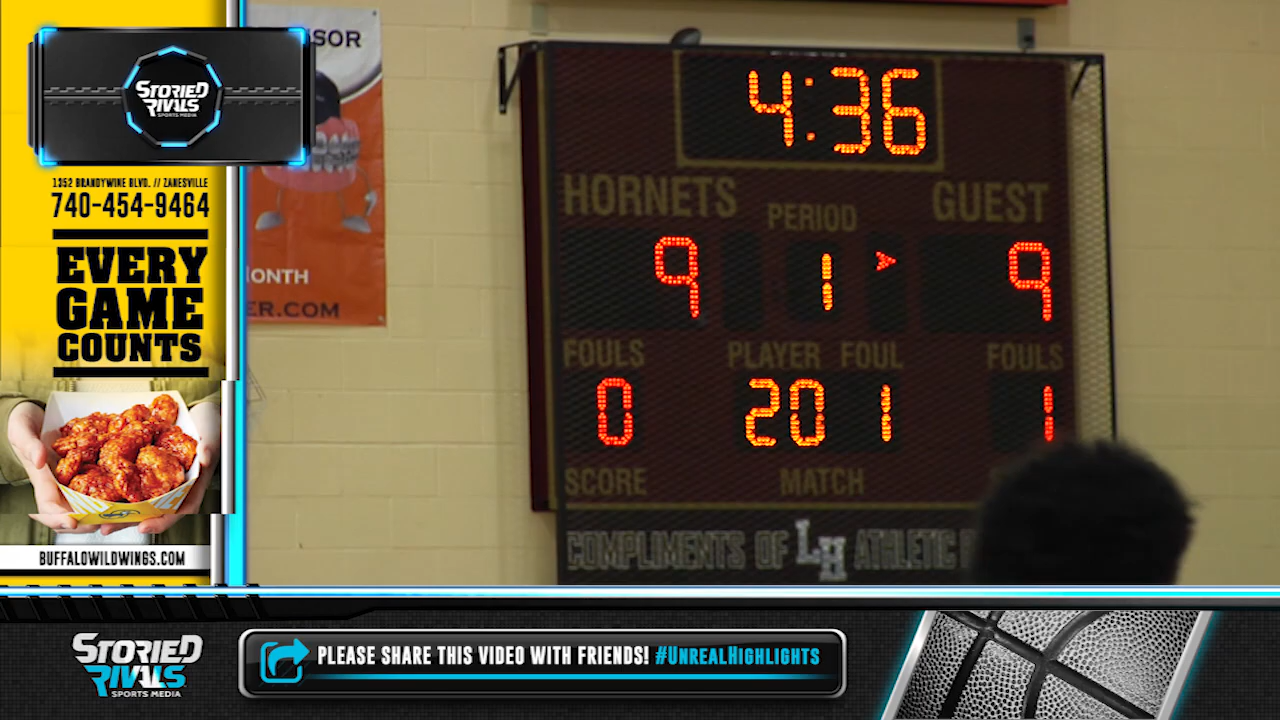 STORIED
RIVALS
SPORTS MEDIA
1352 BRANDYWINE BLVD. // ZANESVILLE
740-454-9464
EVERY
GAME
COUNTS
BUFFALOWILDWINGS.COM
SOR
ONTH
ER.COM
4:36
HORNETS PERIOD GUEST
9 1 > 9
FOULS PLAYER FOUL FOULS
0 20 1 1
SCORE MATCH
COMPLIMENTS OF LH ATHLETIC
STORIED
RIVALS
SPORTS MEDIA
PLEASE SHARE THIS VIDEO WITH FRIENDS! #UNREALHIGHLIGHTS